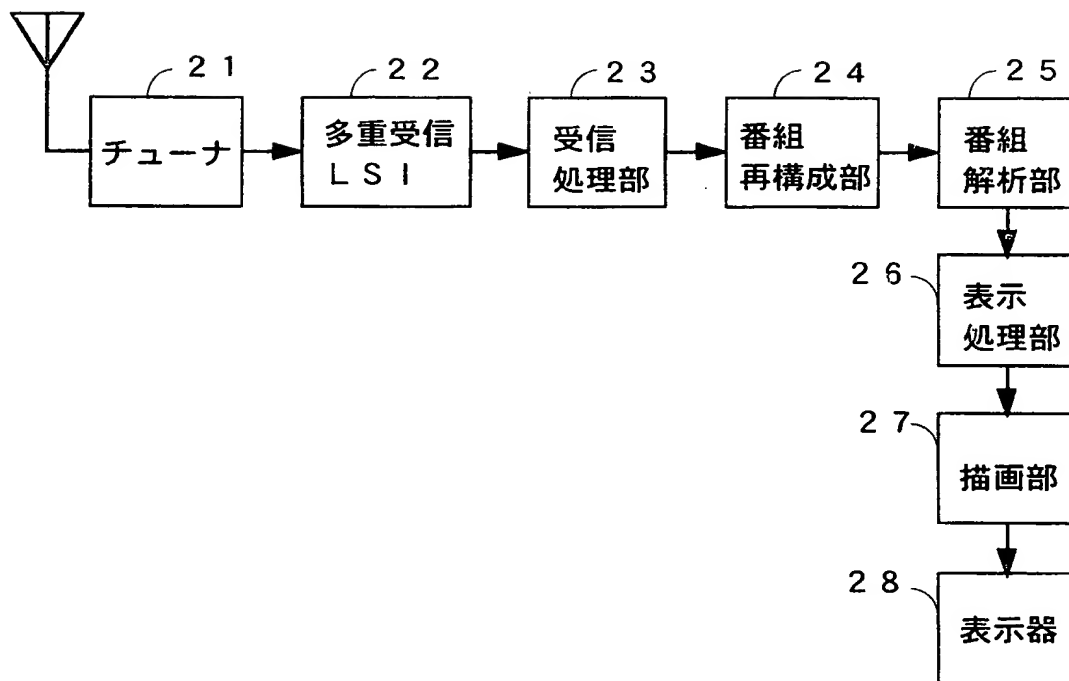 21
チューナ
22
多重受信
LSI
23
受信
処理部
24
番組
再構成部
25
番組
解析部
26
表示
処理部
27
描画部
28
表示器